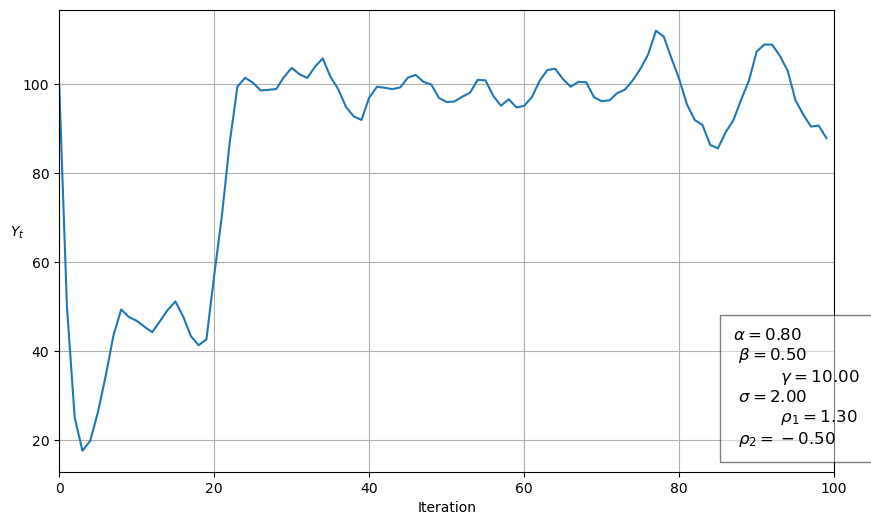 100
80
60
40
20
Y_t
0 20 40 60 80 100
Iteration
α = 0.80
β = 0.50
γ = 10.00
σ = 2.00
ρ₁ = 1.30
ρ₂ = −0.50